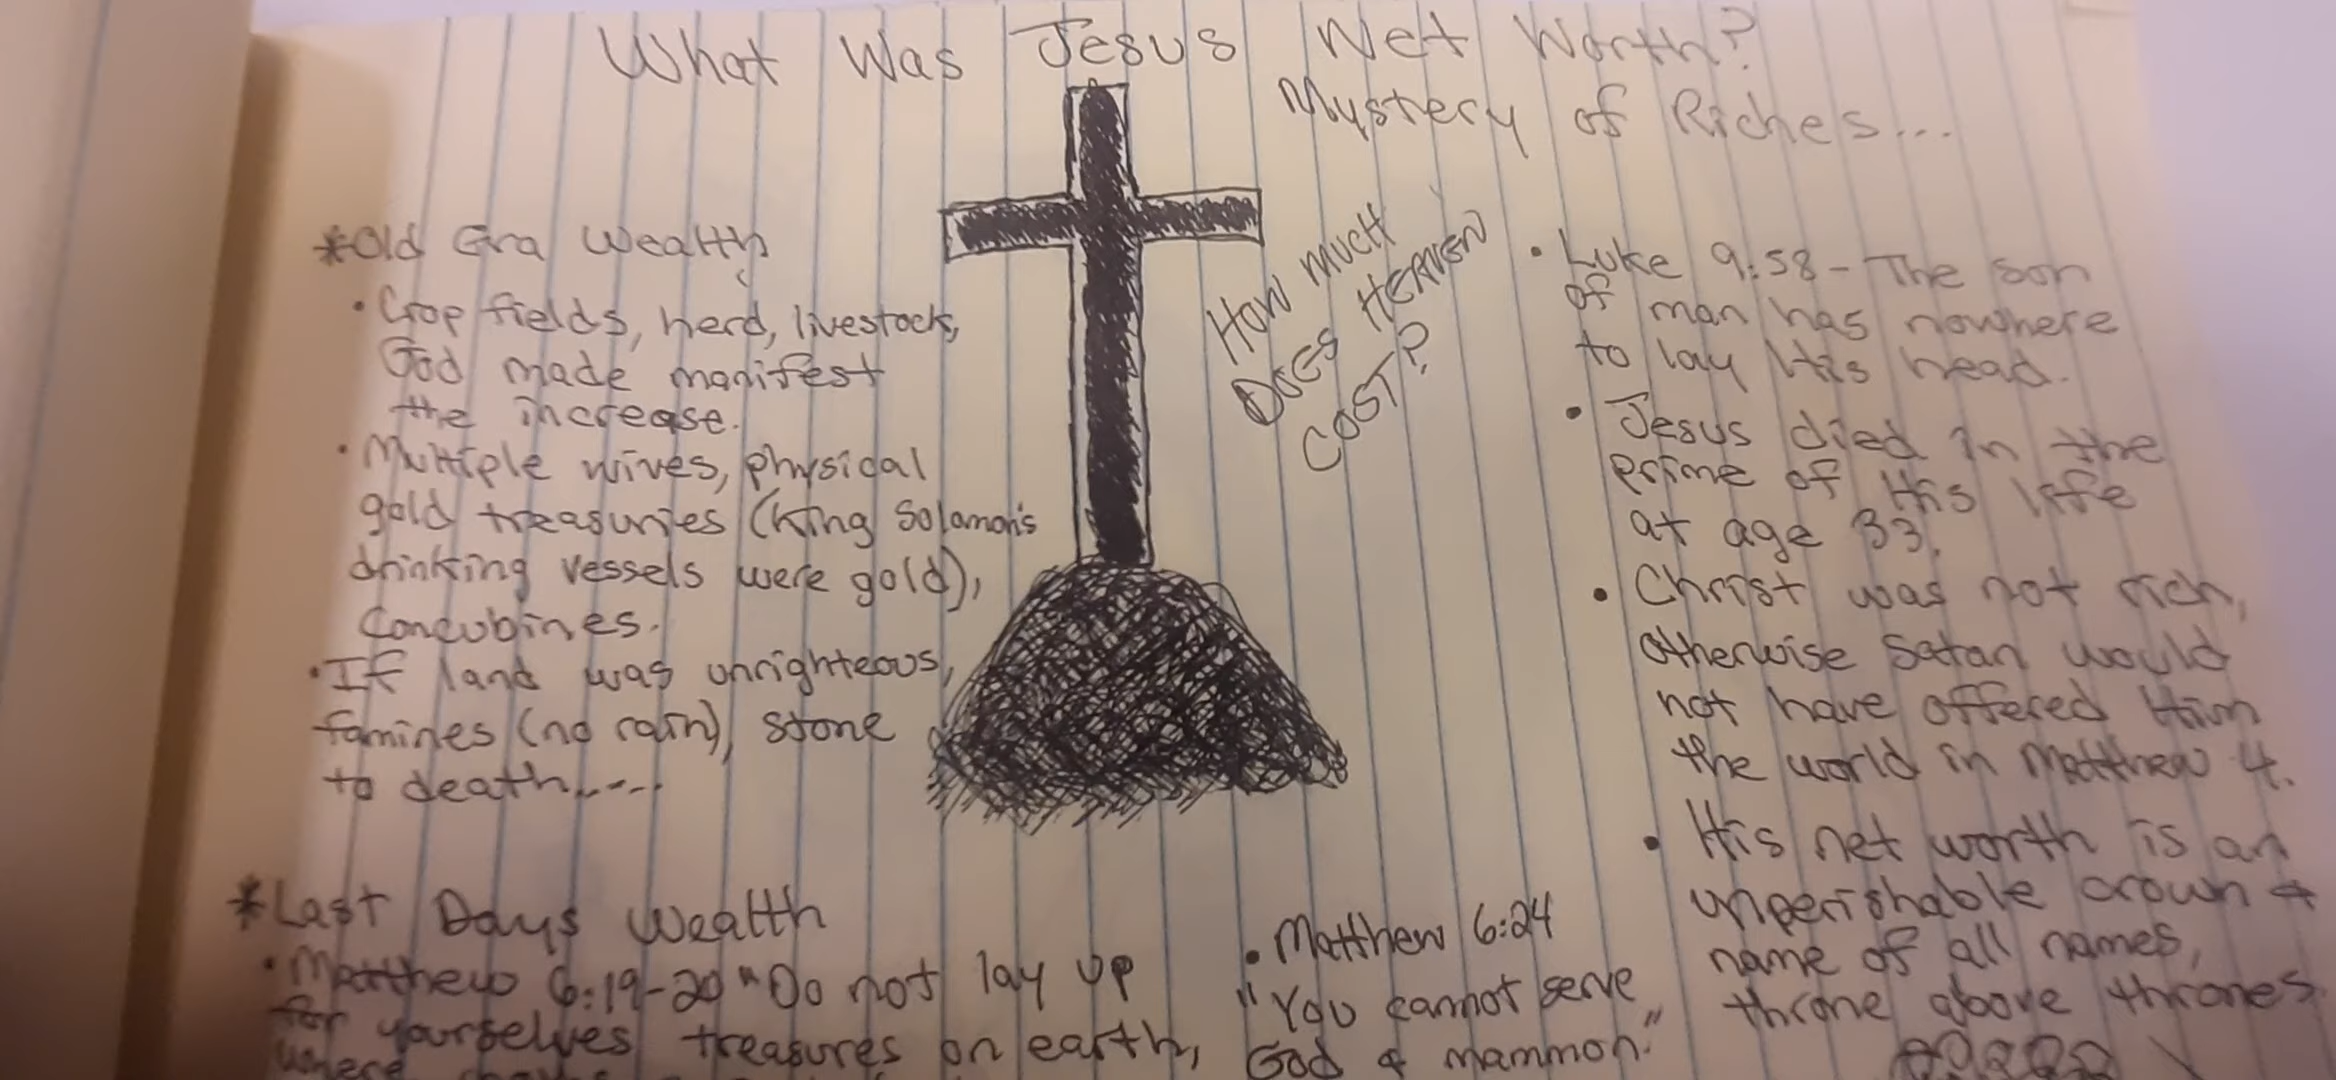 What Was Jesus Net Worth?
Mystery of Riches...
*Old Era Wealth
• Crop fields, herd, livestock,
God made manifest
the increase.
• Multiple wives, physical
gold treasuries (King Solomon's
drinking vessels were gold),
Concubines.
• If land was unrighteous,
famines (no rain), stone
to death......
HOW MUCH
DOES HEAVEN
COST?
• Luke 9:58 - The son
of man has nowhere
to lay His head.
• Jesus died in the
prime of His life
at age 33.
• Christ was not rich,
otherwise Satan would
not have offered Him
the world in Matthew 4.
• His net worth is an
unperishable crown &
name of all names,
throne above thrones.
*Last Days Wealth
• Matthew 6:19-20 "Do not lay up
for yourselves treasures on earth,
where
• Matthew 6:24
"You cannot serve
God & mammon."